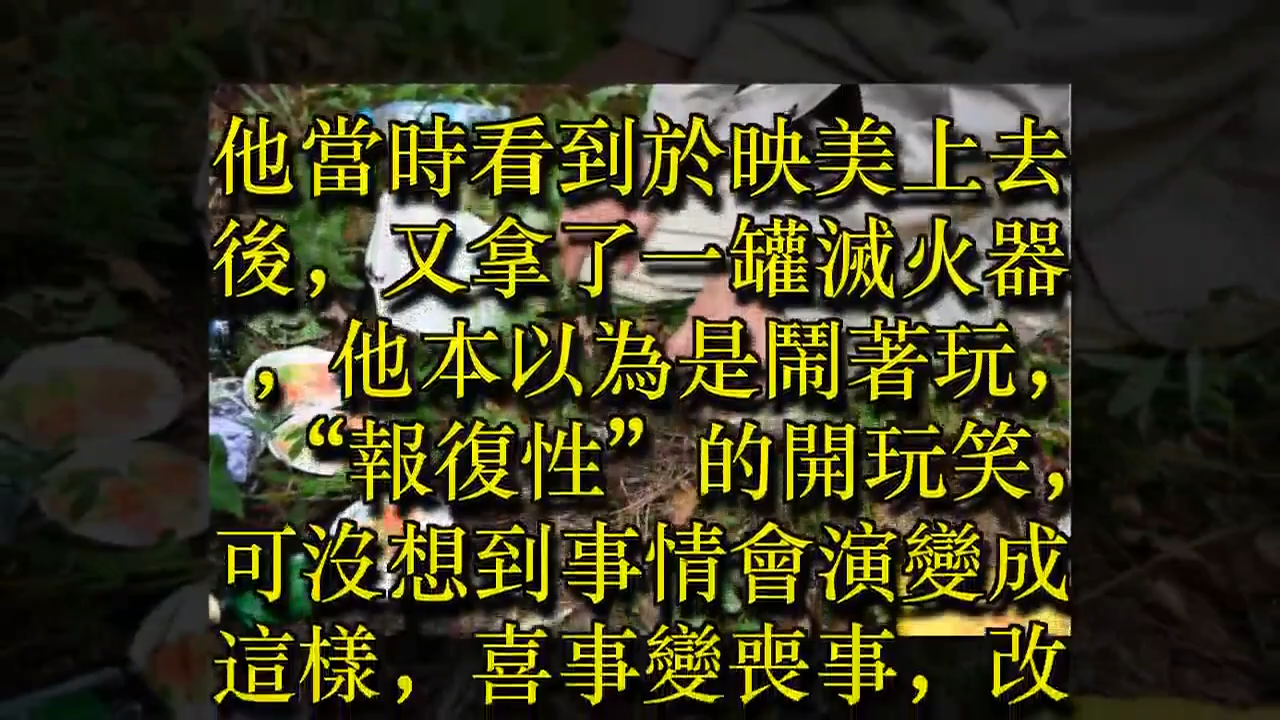 他當時看到於映美上去
後，又拿了一罐滅火器
，他本以為是鬧著玩，
“報復性”的開玩笑，
可沒想到事情會演變成
這樣，喜事變喪事，改